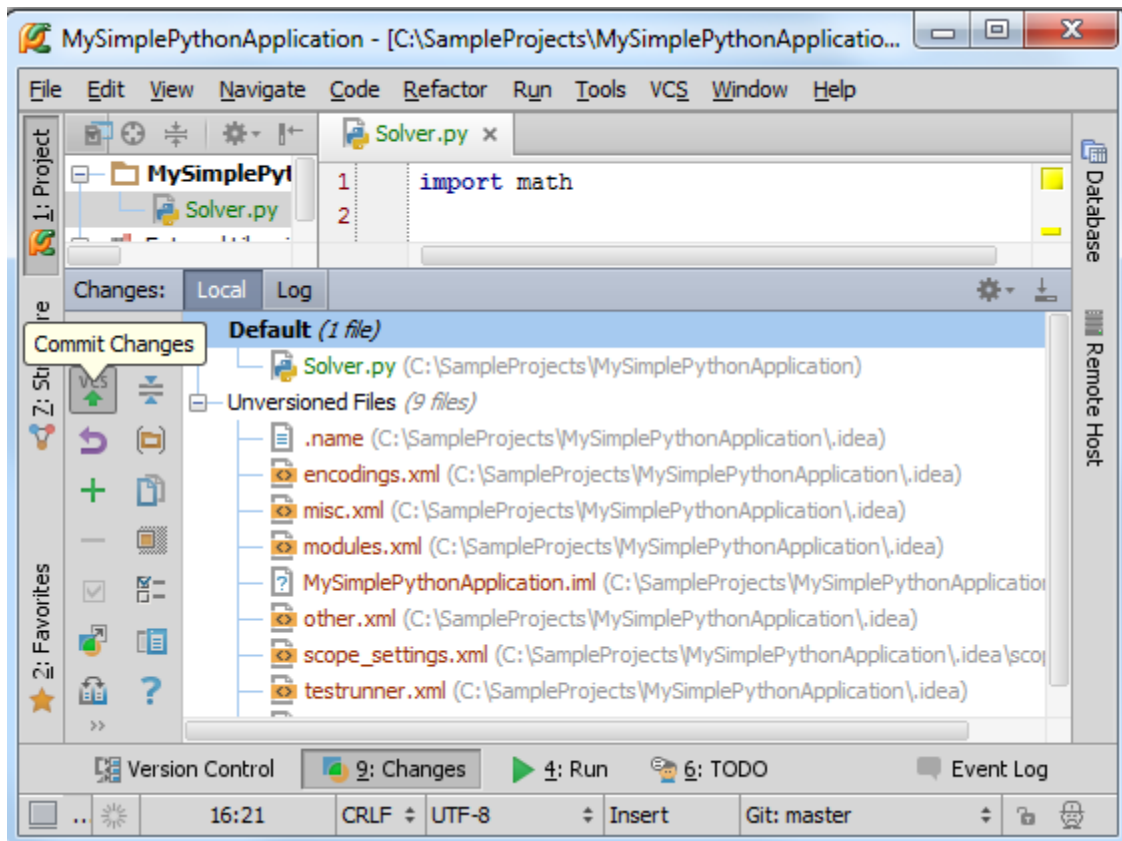 MySimplePythonApplication - [C:\SampleProjects\MySimplePythonApplicatio...
File Edit View Navigate Code Refactor Run Tools VCS Window Help
1: Project
Solver.py
MySimplePyt
Solver.py
1 import math
2
Database
Remote Host
Changes: Local Log
Commit Changes
Default (1 file)
Solver.py (C:\SampleProjects\MySimplePythonApplication)
Unversioned Files (9 files)
.name (C:\SampleProjects\MySimplePythonApplication\.idea)
encodings.xml (C:\SampleProjects\MySimplePythonApplication\.idea)
misc.xml (C:\SampleProjects\MySimplePythonApplication\.idea)
modules.xml (C:\SampleProjects\MySimplePythonApplication\.idea)
MySimplePythonApplication.iml (C:\SampleProjects\MySimplePythonApplication
other.xml (C:\SampleProjects\MySimplePythonApplication\.idea)
scope_settings.xml (C:\SampleProjects\MySimplePythonApplication\.idea\scop
testrunner.xml (C:\SampleProjects\MySimplePythonApplication\.idea)
VCS
2: Favorites
Version Control 9: Changes 4: Run 6: TODO Event Log
.. 16:21 CRLF UTF-8 Insert Git: master